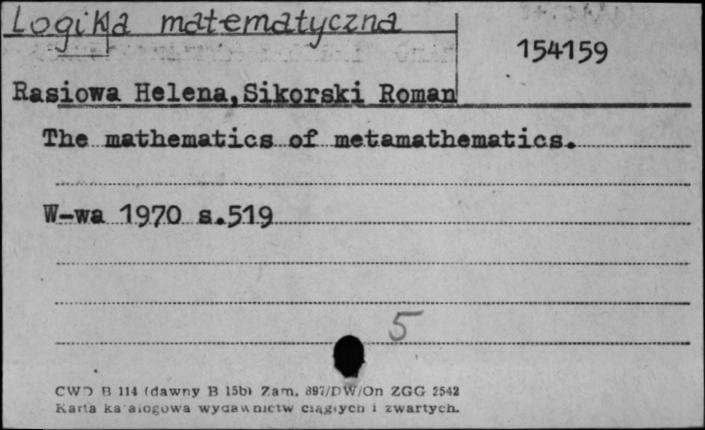 Logika matematyczna
154159
Rasiowa Helena,Sikorski Roman
The mathematics of metamathematics.
W-wa 1970 s.519
5
CWD B 114 (dawny B 15b) Zam. 897/DW/On ZGG 2542
Karta katalogowa wydawnictw ciągłych i zwartych.